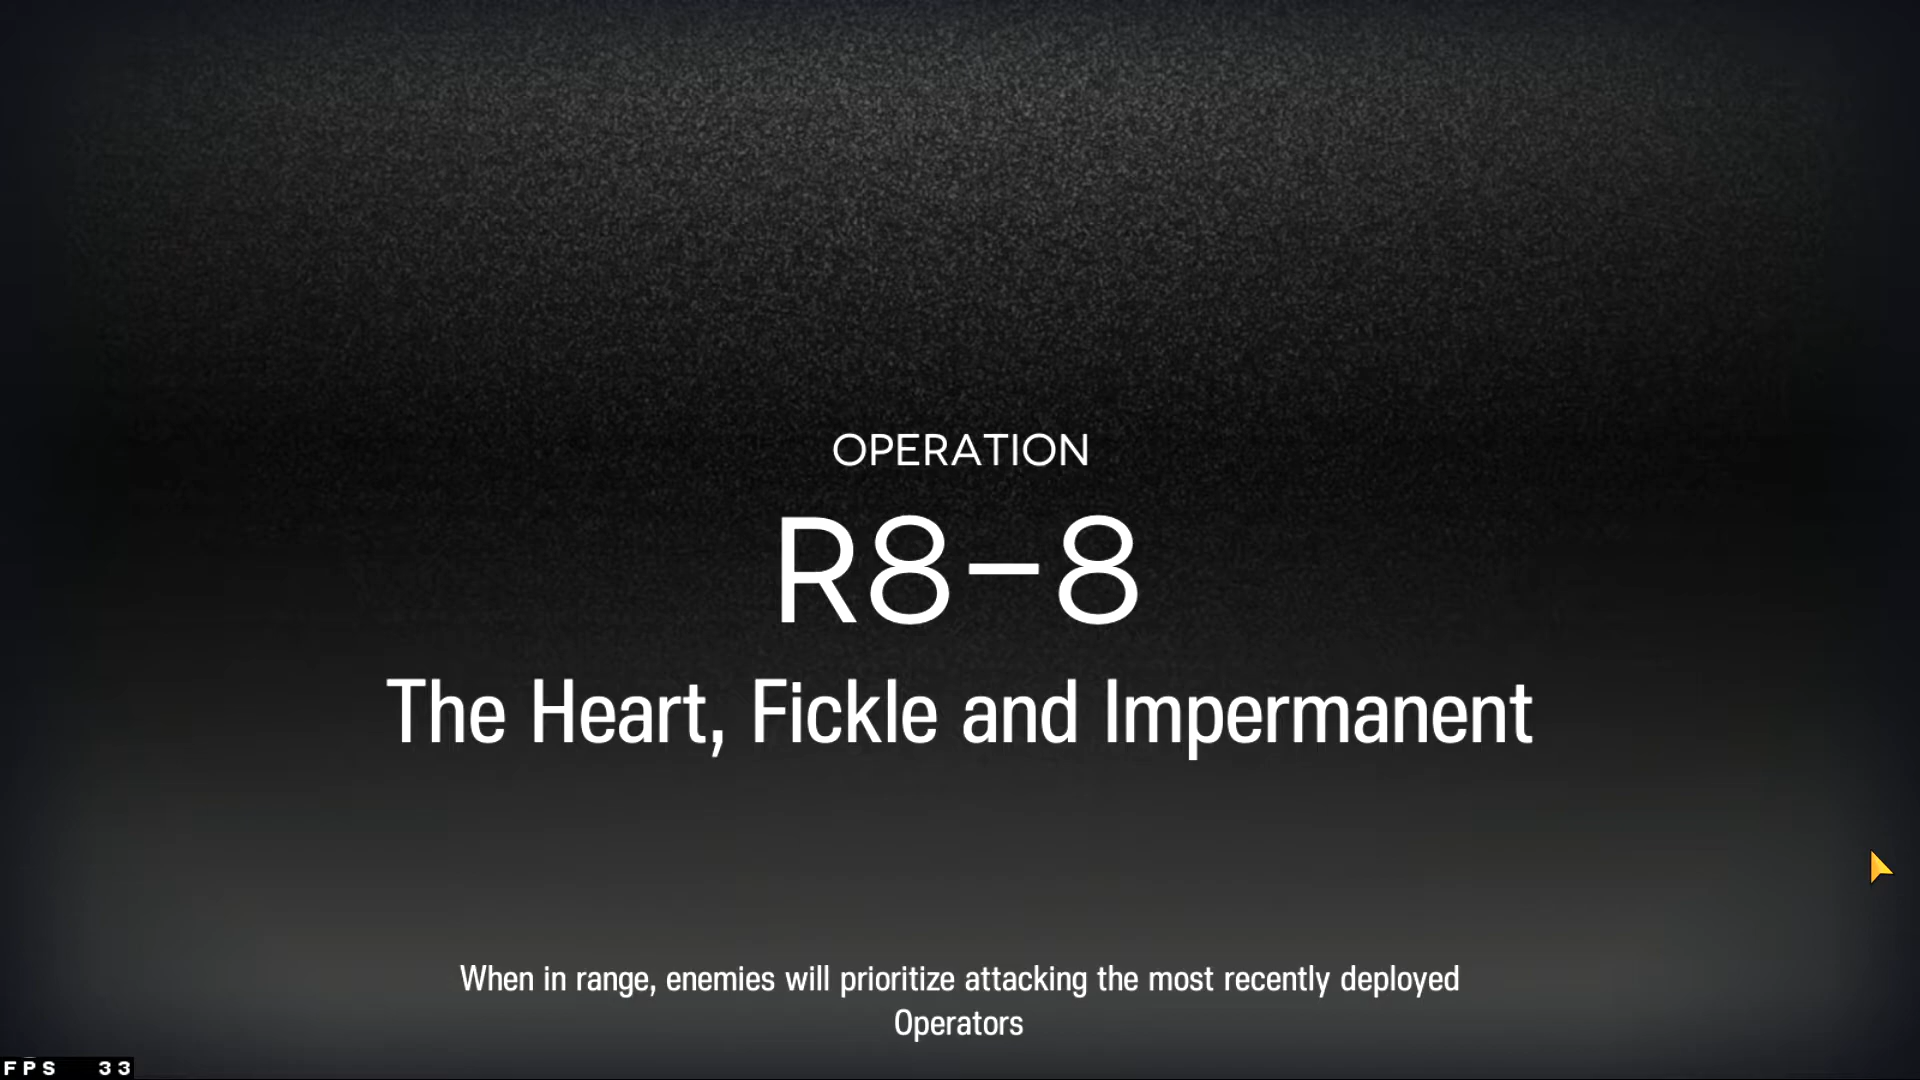 OPERATION
R8-8
The Heart, Fickle and Impermanent
When in range, enemies will prioritize attacking the most recently deployed
Operators
FPS 33